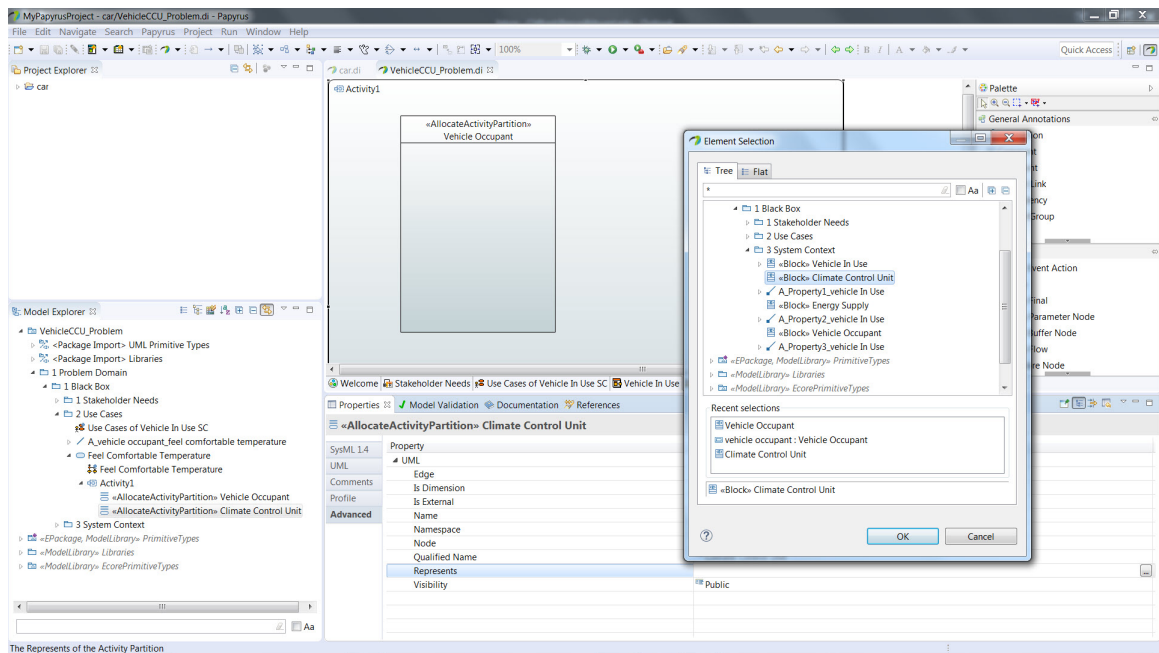 MyPapyrusProject - car/VehicleCCU_Problem.di - Papyrus
File Edit Navigate Search Papyrus Project Run Window Help
100%
Quick Access
Project Explorer
car
car.di
VehicleCCU_Problem.di
Activity1
«AllocateActivityPartition»
Vehicle Occupant
Palette
General Annotations
on
nt
nt
Link
ency
Group
vent Action
Final
Parameter Node
Buffer Node
Flow
re Node
Element Selection
Tree
Flat
*
Aa
1 Black Box
1 Stakeholder Needs
2 Use Cases
3 System Context
«Block» Vehicle In Use
«Block» Climate Control Unit
A_Property1_vehicle In Use
«Block» Energy Supply
A_Property2_vehicle In Use
«Block» Vehicle Occupant
A_Property3_vehicle In Use
«EPackage, ModelLibrary» PrimitiveTypes
«ModelLibrary» Libraries
«ModelLibrary» EcorePrimitiveTypes
Recent selections
Vehicle Occupant
vehicle occupant : Vehicle Occupant
Climate Control Unit
«Block» Climate Control Unit
OK
Cancel
Model Explorer
VehicleCCU_Problem
<Package Import> UML Primitive Types
<Package Import> Libraries
1 Problem Domain
1 Black Box
1 Stakeholder Needs
2 Use Cases
Use Cases of Vehicle In Use SC
A_vehicle occupant_feel comfortable temperature
Feel Comfortable Temperature
Feel Comfortable Temperature
Activity1
«AllocateActivityPartition» Vehicle Occupant
«AllocateActivityPartition» Climate Control Unit
3 System Context
«EPackage, ModelLibrary» PrimitiveTypes
«ModelLibrary» Libraries
«ModelLibrary» EcorePrimitiveTypes
Aa
Welcome
Stakeholder Needs
Use Cases of Vehicle In Use SC
Vehicle In Use
Properties
Model Validation
Documentation
References
«AllocateActivityPartition» Climate Control Unit
SysML 1.4
UML
Comments
Profile
Advanced
Property
UML
Edge
Is Dimension
Is External
Name
Namespace
Node
Qualified Name
Represents
Visibility
Public
The Represents of the Activity Partition